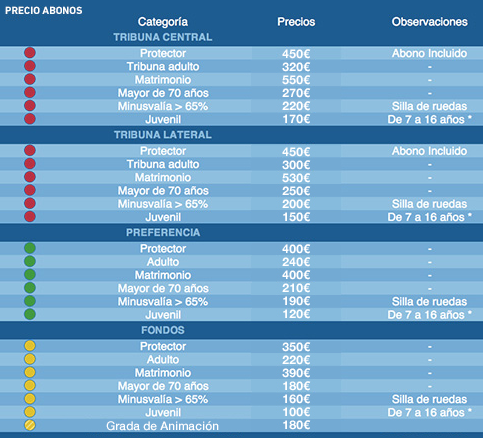 PRECIO ABONOS
Categoría Precios Observaciones
TRIBUNA CENTRAL
Protector 450€ Abono Incluido
Tribuna adulto 320€ -
Matrimonio 550€ -
Mayor de 70 años 270€ -
Minusvalía > 65% 220€ Silla de ruedas
Juvenil 170€ De 7 a 16 años *
TRIBUNA LATERAL
Protector 450€ Abono Incluido
Tribuna adulto 300€ -
Matrimonio 530€ -
Mayor de 70 años 250€ -
Minusvalía > 65% 200€ Silla de ruedas
Juvenil 150€ De 7 a 16 años *
PREFERENCIA
Protector 400€ -
Adulto 240€ -
Matrimonio 400€ -
Mayor de 70 años 210€ -
Minusvalía > 65% 190€ Silla de ruedas
Juvenil 120€ De 7 a 16 años *
FONDOS
Protector 350€ -
Adulto 220€ -
Matrimonio 390€ -
Mayor de 70 años 180€ -
Minusvalía > 65% 160€ Silla de ruedas
Juvenil 100€ De 7 a 16 años *
Grada de Animación 180€